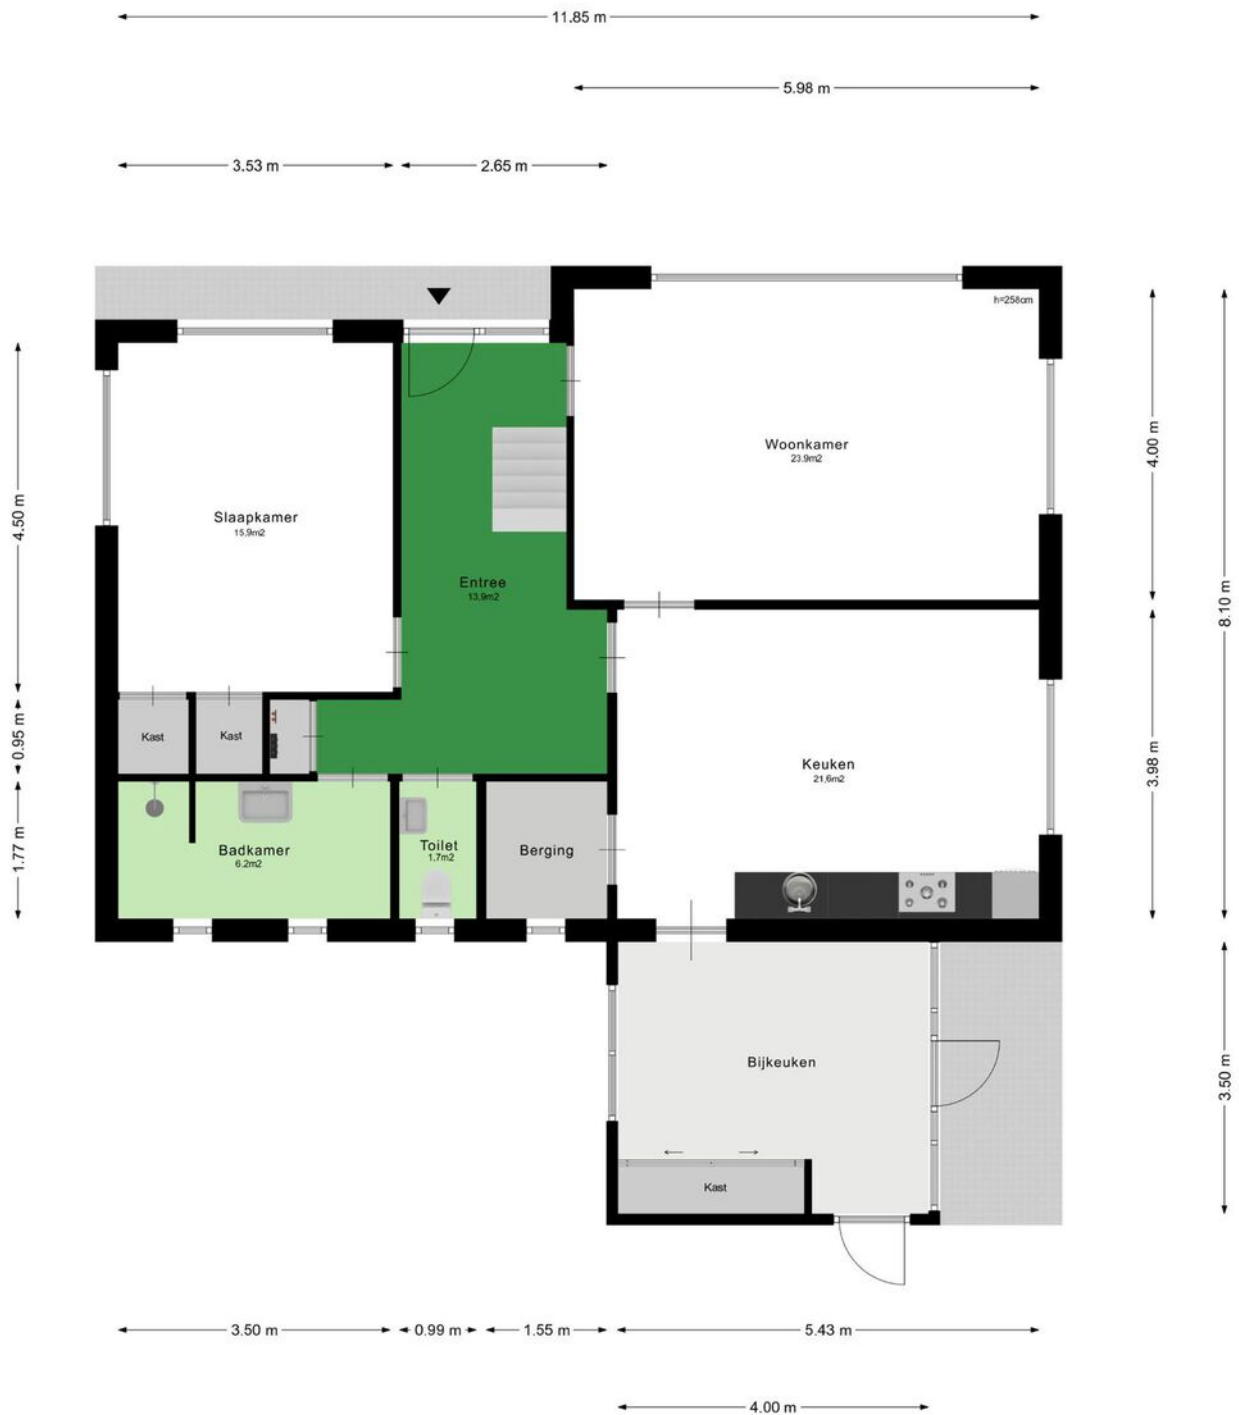 11.85 m
5.98 m
3.53 m
2.65 m
h=258cm
4.50 m
Slaapkamer
15,9m2
Entree
13,9m2
Woonkamer
23.9m2
4.00 m
8.10 m
0.95 m
Kast
Kast
Keuken
21,6m2
3.98 m
1.77 m
Badkamer
6.2m2
Toilet
1,7m2
Berging
Bijkeuken
3.50 m
Kast
3.50 m
0.99 m
1.55 m
5.43 m
4.00 m